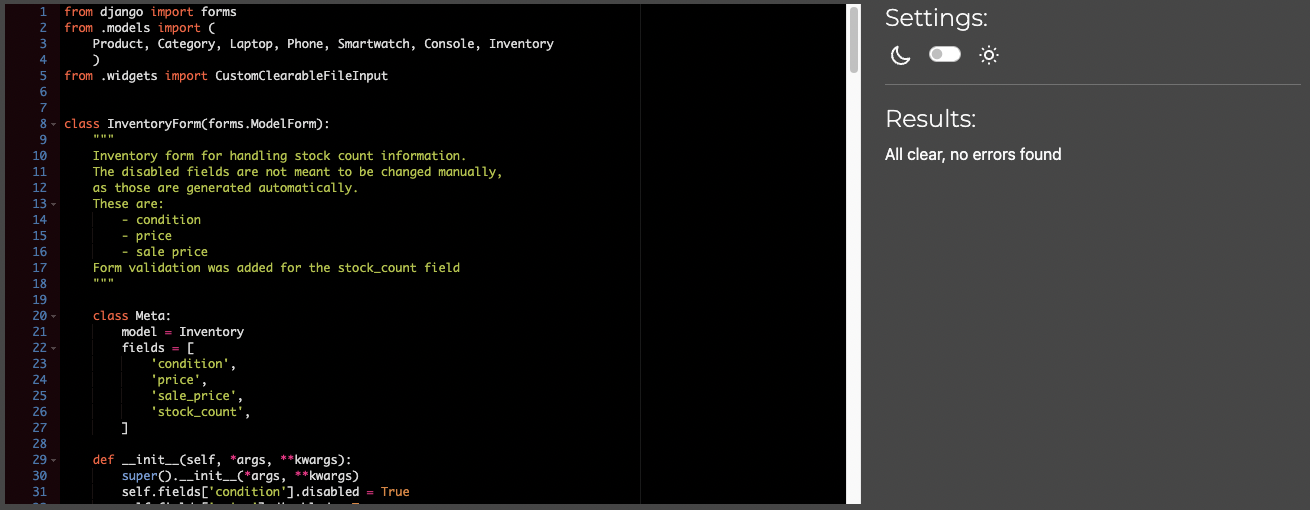 1 from django import forms
2 from .models import (
3     Product, Category, Laptop, Phone, Smartwatch, Console, Inventory
4     )
5 from .widgets import CustomClearableFileInput
6
7
8 class InventoryForm(forms.ModelForm):
9     """
10     Inventory form for handling stock count information.
11     The disabled fields are not meant to be changed manually,
12     as those are generated automatically.
13     These are:
14         - condition
15         - price
16         - sale price
17     Form validation was added for the stock_count field
18     """
19
20     class Meta:
21         model = Inventory
22         fields = [
23             'condition',
24             'price',
25             'sale_price',
26             'stock_count',
27         ]
28
29     def __init__(self, *args, **kwargs):
30         super().__init__(*args, **kwargs)
31         self.fields['condition'].disabled = True
Settings:
Results:
All clear, no errors found